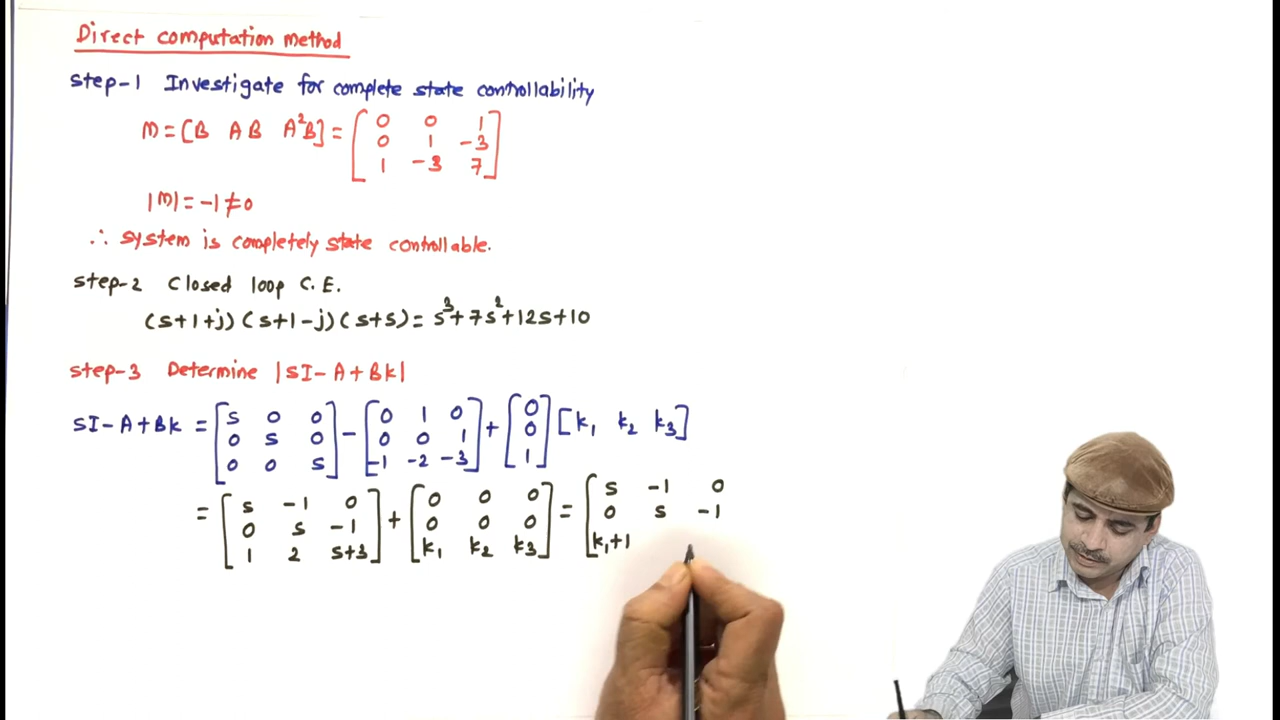 Direct computation method
step-1 Investigate for complete state controllability
M = [B AB A²B] = [0 0 1
0 1 -3
1 -3 7]
|M| = -1 ≠ 0
∴ system is completely state controllable.
step-2 Closed loop C.E.
(s+1+j)(s+1-j)(s+5) = s³+7s²+12s+10
step-3 Determine |sI-A+Bk|
sI-A+Bk = [s 0 0; 0 s 0; 0 0 s] - [0 1 0; 0 0 1; -1 -2 -3] + [0; 0; 1] [k₁ k₂ k₃]
= [s -1 0; 0 s -1; 1 2 s+3] + [0 0 0; 0 0 0; k₁ k₂ k₃] = [s -1 0; 0 s -1; k₁+1